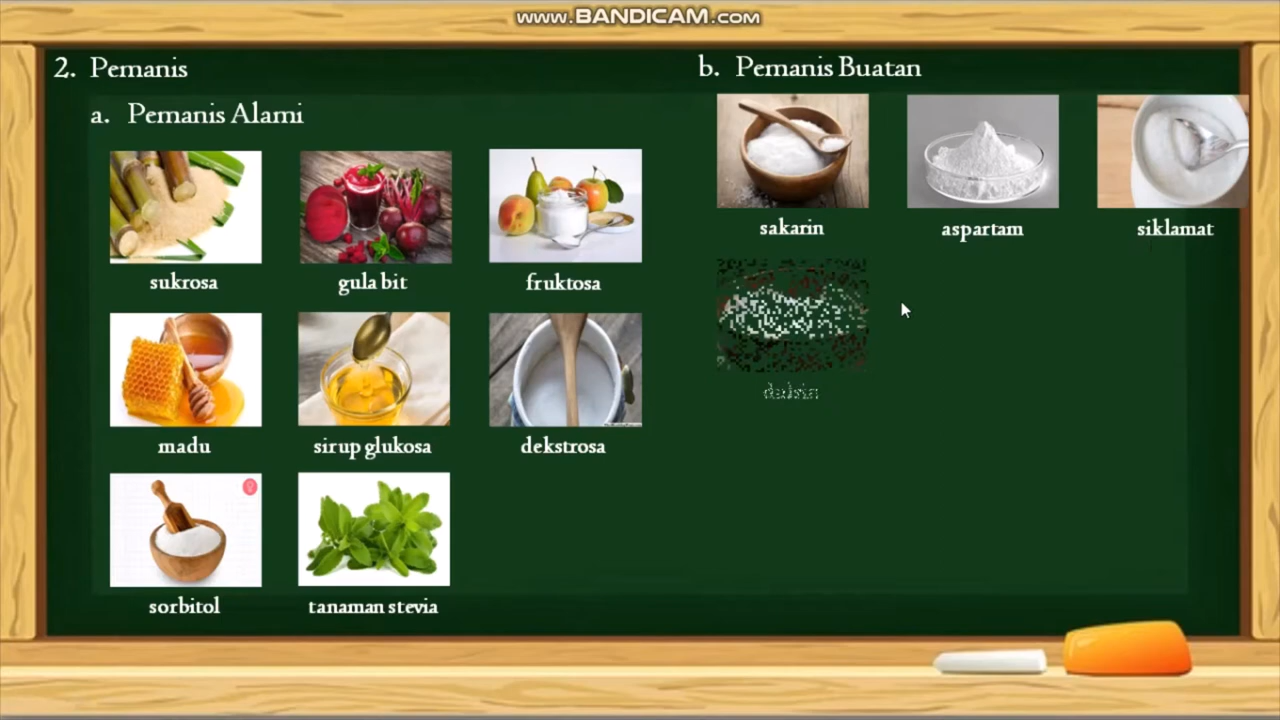 www.BANDICAM.com
2. Pemanis
a. Pemanis Alami
sukrosa
gula bit
fruktosa
madu
sirup glukosa
dekstrosa
sorbitol
tanaman stevia
b. Pemanis Buatan
sakarin
aspartam
siklamat